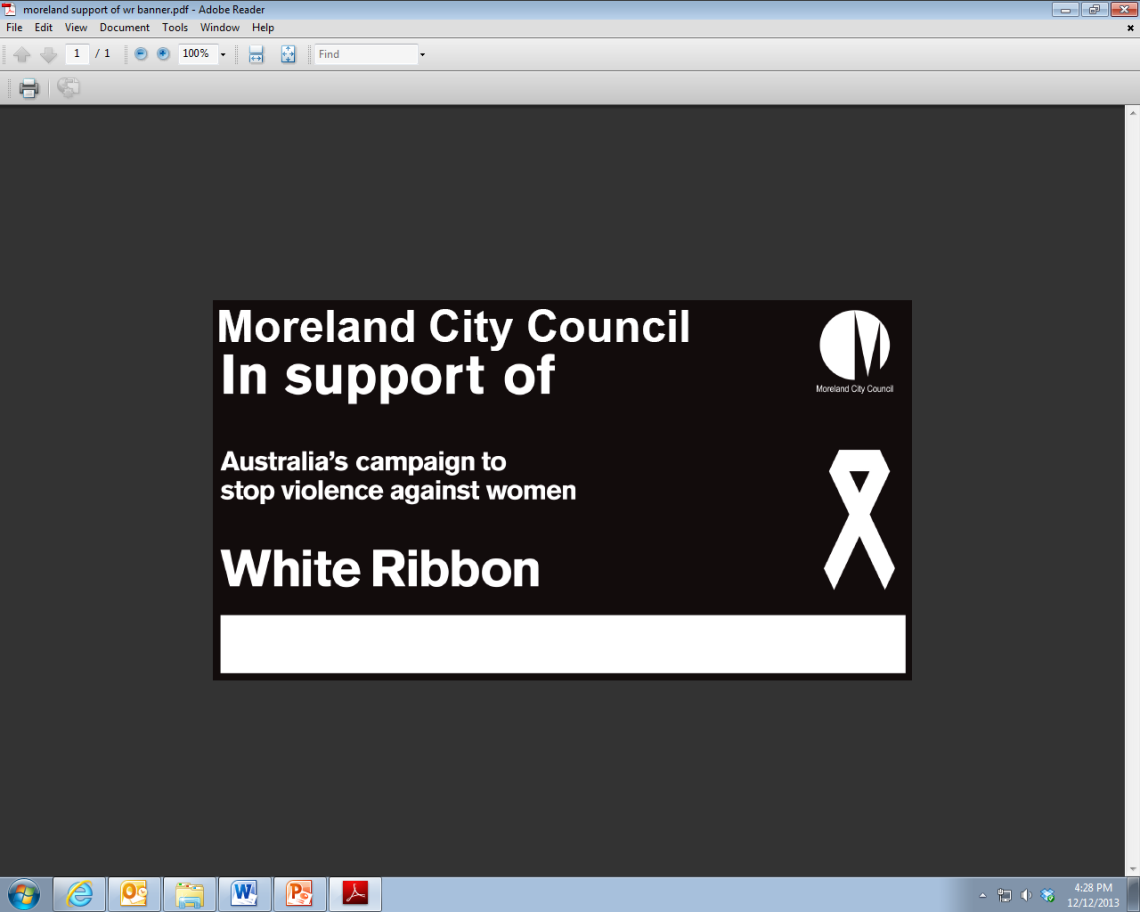 moreland support of wr banner.pdf - Adobe Reader
File Edit View Document Tools Window Help
1 / 1 100% Find
Moreland City Council
In support of
Moreland City Council
Australia's campaign to
stop violence against women
White Ribbon
4:28 PM
12/12/2013